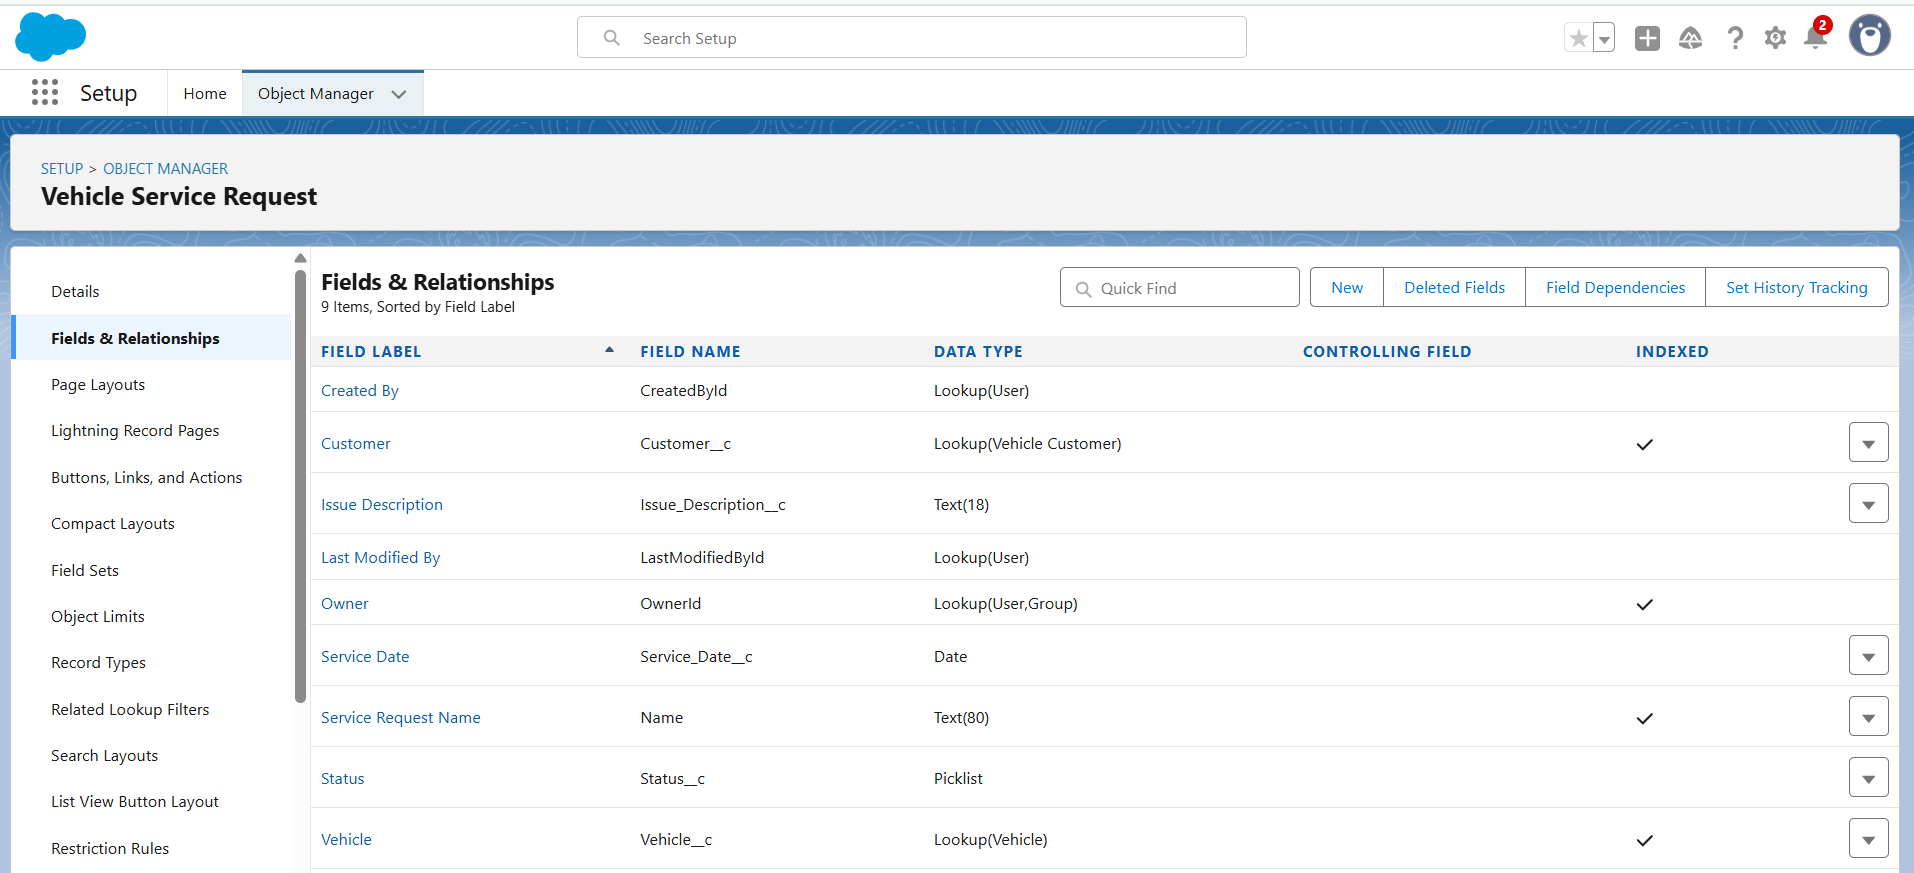 Search Setup
2
Setup
Home
Object Manager
SETUP > OBJECT MANAGER
Vehicle Service Request
Details
Fields & Relationships
Page Layouts
Lightning Record Pages
Buttons, Links, and Actions
Compact Layouts
Field Sets
Object Limits
Record Types
Related Lookup Filters
Search Layouts
List View Button Layout
Restriction Rules
Fields & Relationships
9 Items, Sorted by Field Label
Quick Find
New
Deleted Fields
Field Dependencies
Set History Tracking
FIELD LABEL FIELD NAME DATA TYPE CONTROLLING FIELD INDEXED
Created By CreatedById Lookup(User)
Customer Customer__c Lookup(Vehicle Customer)
Issue Description Issue_Description__c Text(18)
Last Modified By LastModifiedById Lookup(User)
Owner OwnerId Lookup(User,Group)
Service Date Service_Date__c Date
Service Request Name Name Text(80)
Status Status__c Picklist
Vehicle Vehicle__c Lookup(Vehicle)